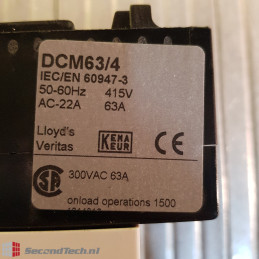 DCM63/4
IEC/EN 60947-3
50-60Hz 415V
AC-22A 63A
Lloyd's
Veritas
KEMA
KEUR
CE
300VAC 63A
onload operations 1500
SecondTech.nl